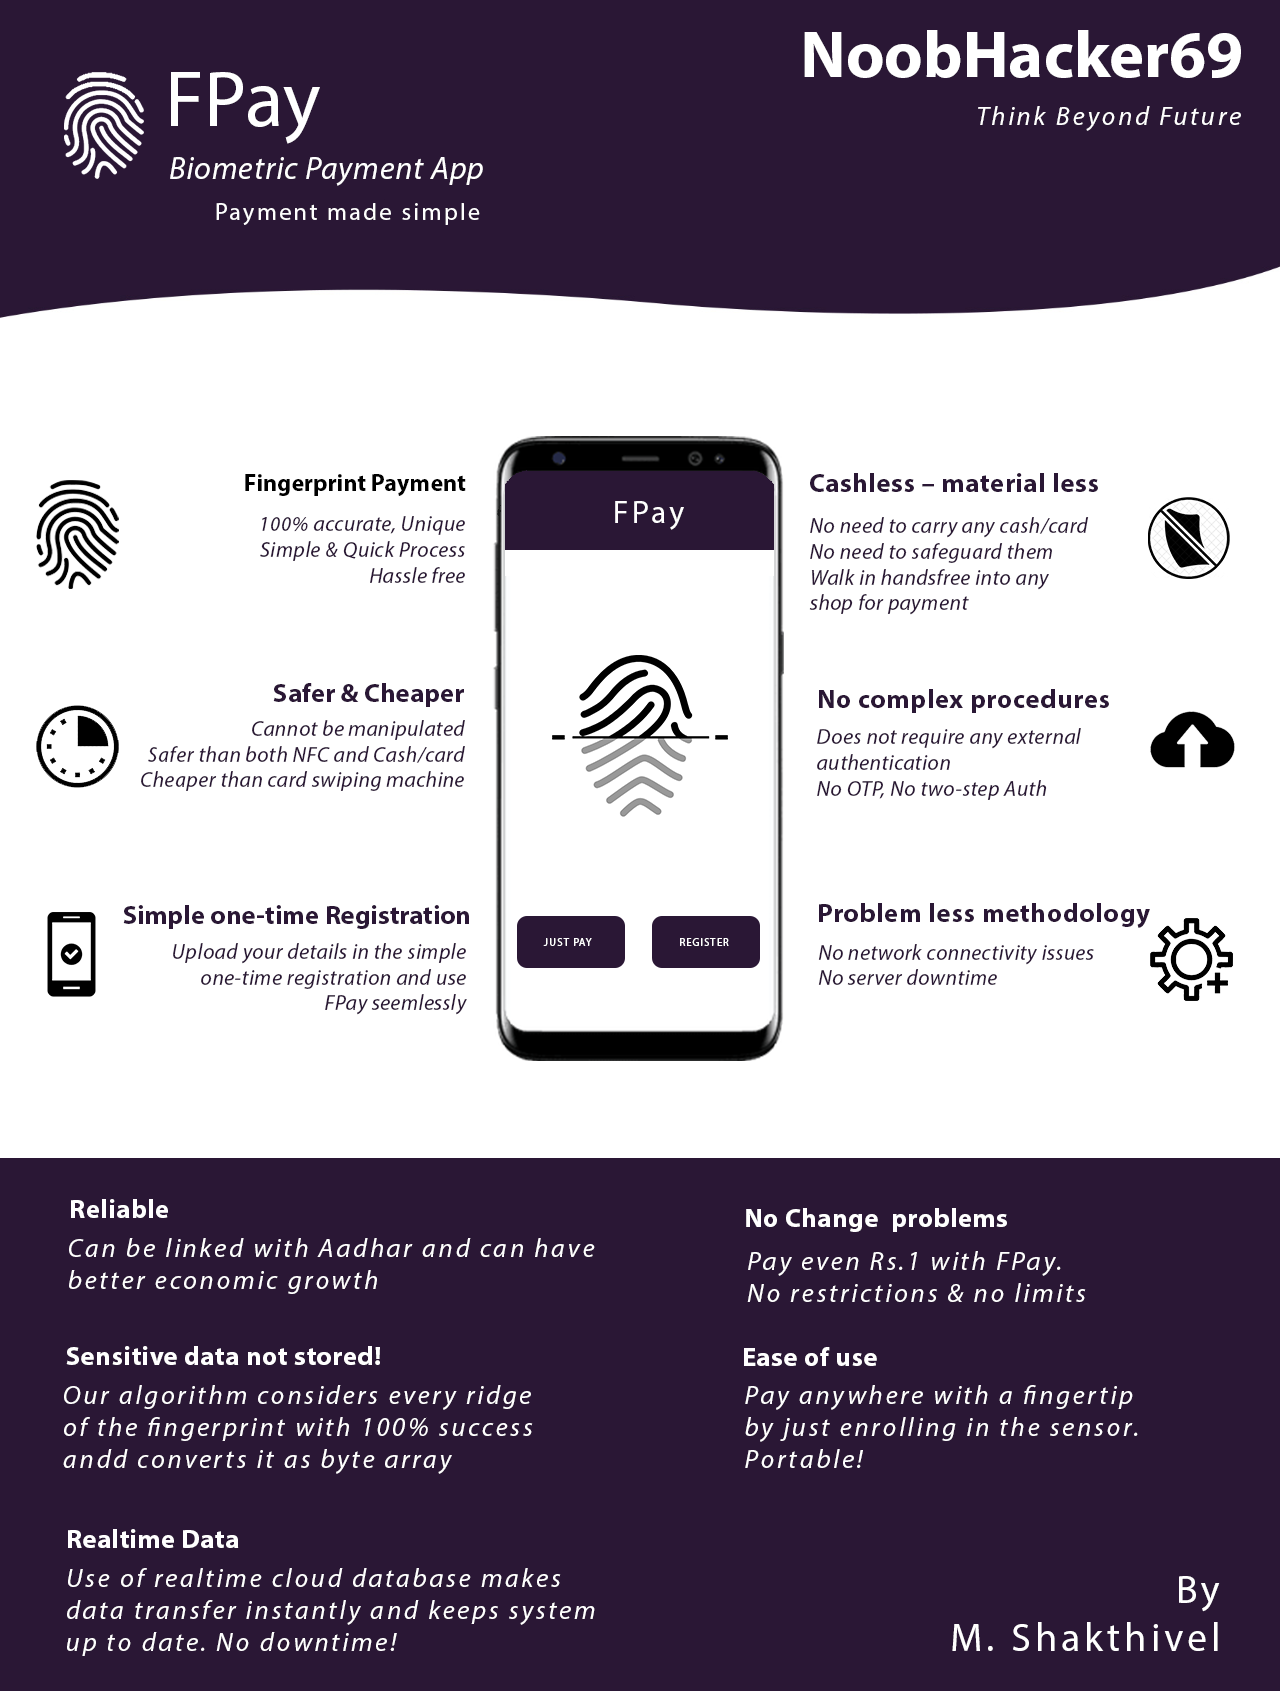 NoobHacker69
Think Beyond Future
FPay
Biometric Payment App
Payment made simple
Fingerprint Payment
100% accurate, Unique
Simple & Quick Process
Hassle free
Safer & Cheaper
Cannot be manipulated
Safer than both NFC and Cash/card
Cheaper than card swiping machine
Simple one-time Registration
Upload your details in the simple
one-time registration and use
FPay seemlessly
FPay
JUST PAY
REGISTER
Cashless – material less
No need to carry any cash/card
No need to safeguard them
Walk in handsfree into any
shop for payment
No complex procedures
Does not require any external
authentication
No OTP, No two-step Auth
Problem less methodology
No network connectivity issues
No server downtime
Reliable
Can be linked with Aadhar and can have
better economic growth
Sensitive data not stored!
Our algorithm considers every ridge
of the fingerprint with 100% success
andd converts it as byte array
Realtime Data
Use of realtime cloud database makes
data transfer instantly and keeps system
up to date. No downtime!
No Change  problems
Pay even Rs.1 with FPay.
No restrictions & no limits
Ease of use
Pay anywhere with a fingertip
by just enrolling in the sensor.
Portable!
By
M. Shakthivel